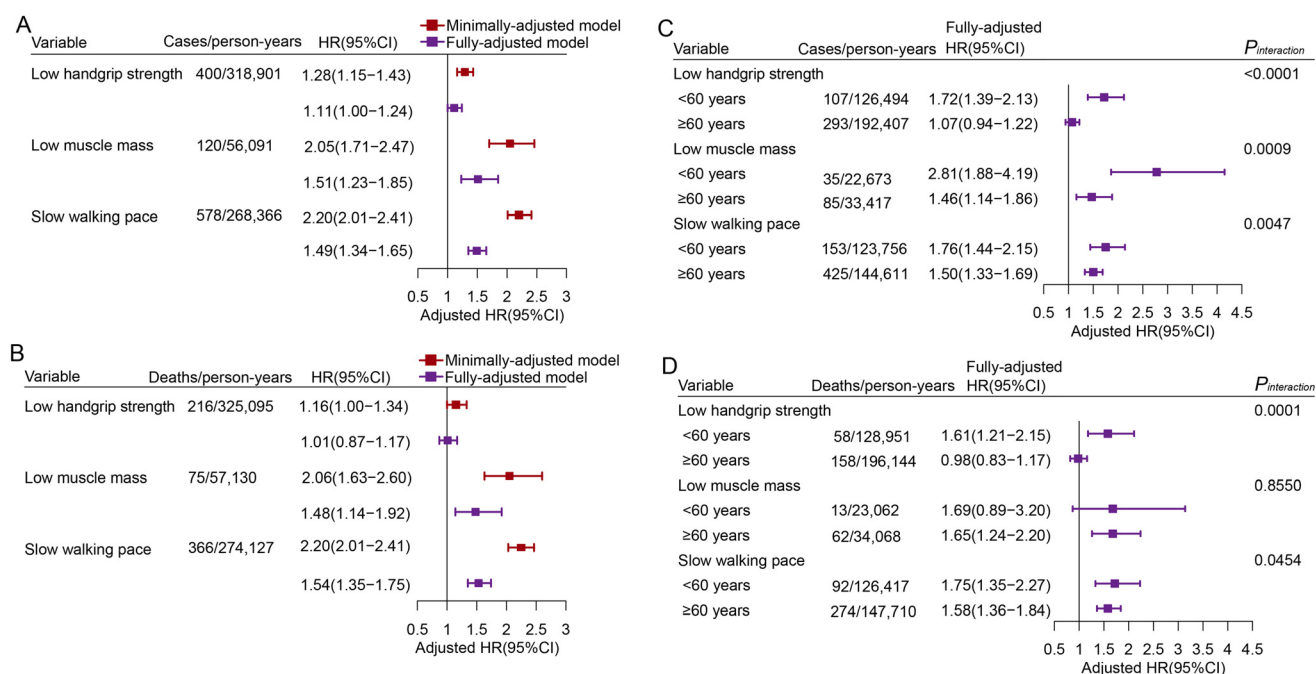 A
Minimally-adjusted model
Variable Cases/person-years HR(95%CI) Fully-adjusted model
Low handgrip strength 400/318,901 1.28(1.15−1.43)
1.11(1.00−1.24)
Low muscle mass 120/56,091 2.05(1.71−2.47)
1.51(1.23−1.85)
Slow walking pace 578/268,366 2.20(2.01−2.41)
1.49(1.34−1.65)
0.5 1 1.5 2 2.5 3
Adjusted HR(95%CI)
B
Minimally-adjusted model
Variable Deaths/person-years HR(95%CI) Fully-adjusted model
Low handgrip strength 216/325,095 1.16(1.00−1.34)
1.01(0.87−1.17)
Low muscle mass 75/57,130 2.06(1.63−2.60)
1.48(1.14−1.92)
Slow walking pace 366/274,127 2.20(2.01−2.41)
1.54(1.35−1.75)
0.5 1 1.5 2 2.5 3
Adjusted HR(95%CI)
C
Fully-adjusted
Variable Cases/person-years HR(95%CI) Pinteraction
Low handgrip strength <0.0001
<60 years 107/126,494 1.72(1.39−2.13)
≥60 years 293/192,407 1.07(0.94−1.22)
Low muscle mass 0.0009
<60 years 35/22,673 2.81(1.88−4.19)
≥60 years 85/33,417 1.46(1.14−1.86)
Slow walking pace 0.0047
<60 years 153/123,756 1.76(1.44−2.15)
≥60 years 425/144,611 1.50(1.33−1.69)
0.5 1 1.5 2 2.5 3 3.5 4 4.5
Adjusted HR(95%CI)
D
Fully-adjusted
Variable Deaths/person-years HR(95%CI) Pinteraction
Low handgrip strength 0.0001
<60 years 58/128,951 1.61(1.21−2.15)
≥60 years 158/196,144 0.98(0.83−1.17)
Low muscle mass 0.8550
<60 years 13/23,062 1.69(0.89−3.20)
≥60 years 62/34,068 1.65(1.24−2.20)
Slow walking pace 0.0454
<60 years 92/126,417 1.75(1.35−2.27)
≥60 years 274/147,710 1.58(1.36−1.84)
0.5 1 1.5 2 2.5 3 3.5 4 4.5
Adjusted HR(95%CI)